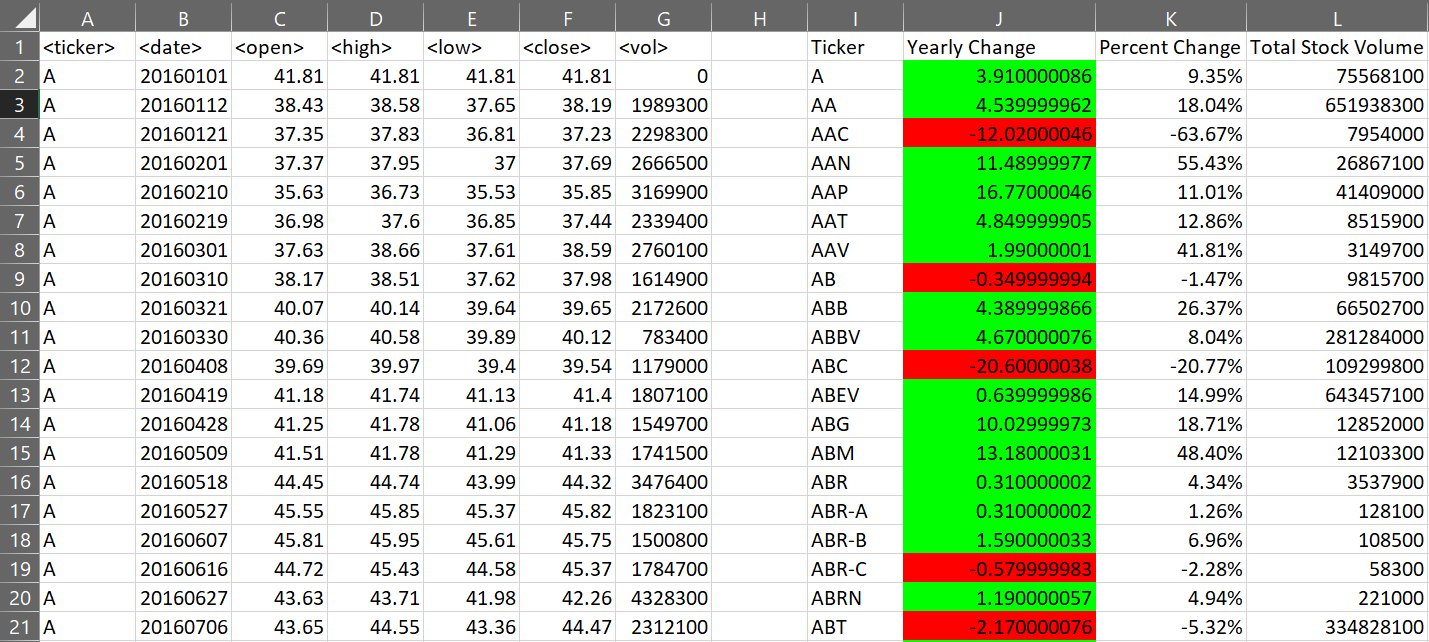 A B C D E F G H I J K L
1 <ticker> <date> <open> <high> <low> <close> <vol> Ticker Yearly Change Percent Change Total Stock Volume
2 A 20160101 41.81 41.81 41.81 41.81 0 A 3.910000086 9.35% 75568100
3 A 20160112 38.43 38.58 37.65 38.19 1989300 AA 4.539999962 18.04% 651938300
4 A 20160121 37.35 37.83 36.81 37.23 2298300 AAC -12.02000046 -63.67% 7954000
5 A 20160201 37.37 37.95 37 37.69 2666500 AAN 11.48999977 55.43% 26867100
6 A 20160210 35.63 36.73 35.53 35.85 3169900 AAP 16.77000046 11.01% 41409000
7 A 20160219 36.98 37.6 36.85 37.44 2339400 AAT 4.849999905 12.86% 8515900
8 A 20160301 37.63 38.66 37.61 38.59 2760100 AAV 1.99000001 41.81% 3149700
9 A 20160310 38.17 38.51 37.62 37.98 1614900 AB -0.349999994 -1.47% 9815700
10 A 20160321 40.07 40.14 39.64 39.65 2172600 ABB 4.389999866 26.37% 66502700
11 A 20160330 40.36 40.58 39.89 40.12 783400 ABBV 4.670000076 8.04% 281284000
12 A 20160408 39.69 39.97 39.4 39.54 1179000 ABC -20.60000038 -20.77% 109299800
13 A 20160419 41.18 41.74 41.13 41.4 1807100 ABEV 0.639999986 14.99% 643457100
14 A 20160428 41.25 41.78 41.06 41.18 1549700 ABG 10.02999973 18.71% 12852000
15 A 20160509 41.51 41.78 41.29 41.33 1741500 ABM 13.18000031 48.40% 12103300
16 A 20160518 44.45 44.74 43.99 44.32 3476400 ABR 0.310000002 4.34% 3537900
17 A 20160527 45.55 45.85 45.37 45.82 1823100 ABR-A 0.310000002 1.26% 128100
18 A 20160607 45.81 45.95 45.61 45.75 1500800 ABR-B 1.590000033 6.96% 108500
19 A 20160616 44.72 45.43 44.58 45.37 1784700 ABR-C -0.579999983 -2.28% 58300
20 A 20160627 43.63 43.71 41.98 42.26 4328300 ABRN 1.190000057 4.94% 221000
21 A 20160706 43.65 44.55 43.36 44.47 2312100 ABT -2.170000076 -5.32% 334828100